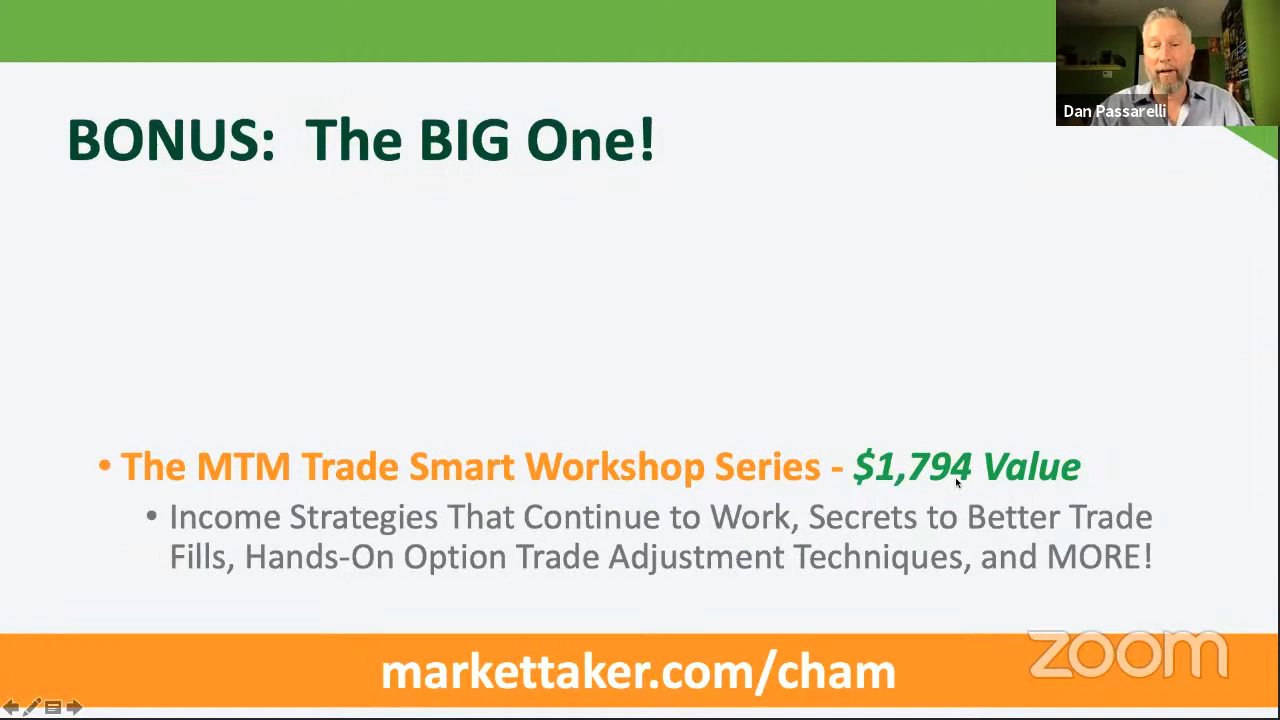 Dan Passarelli
BONUS: The BIG One!
• The MTM Trade Smart Workshop Series - $1,794 Value
• Income Strategies That Continue to Work, Secrets to Better Trade
Fills, Hands-On Option Trade Adjustment Techniques, and MORE!
zoom
markettaker.com/cham